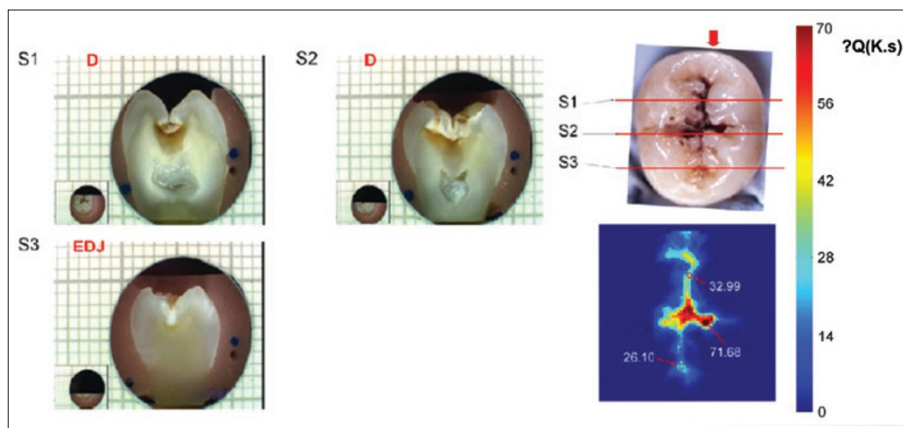 S1
D
S2
D
S3
EDJ
S1
S2
S3
32.99
71.68
26.10
70
56
42
28
14
0
?Q(K.s)